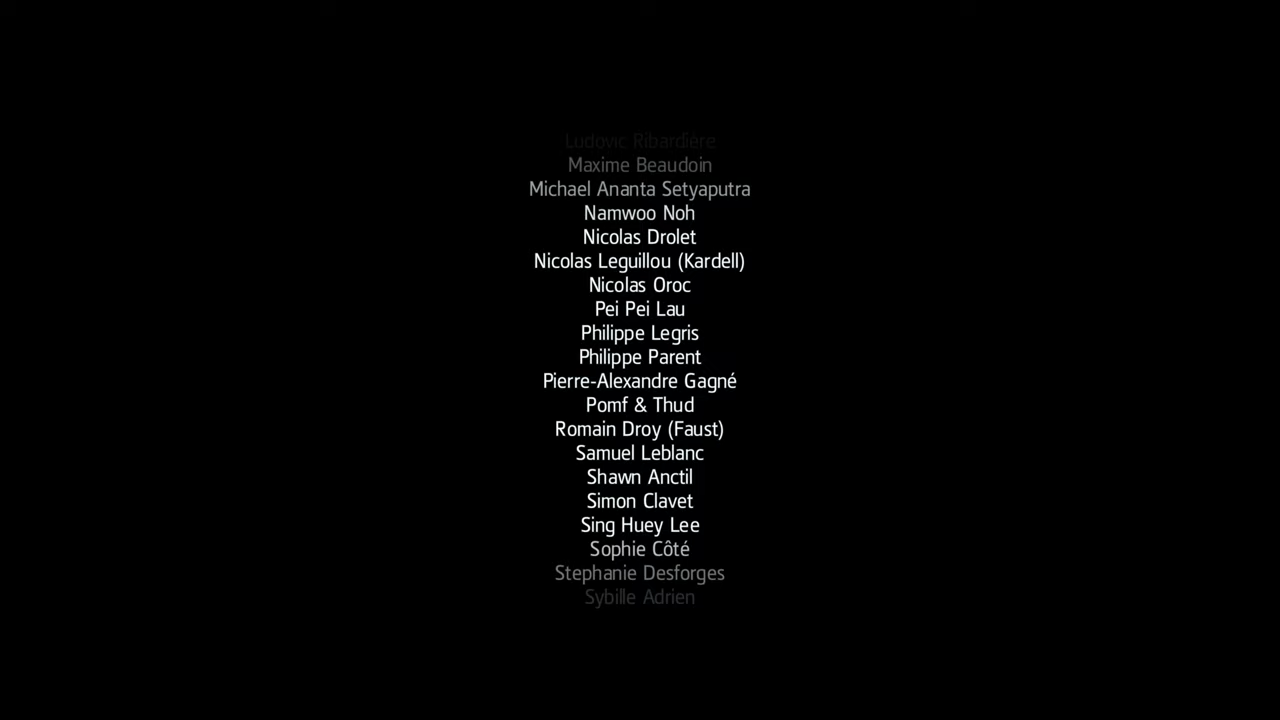 Ludovic Ribardière
Maxime Beaudoin
Michael Ananta Setyaputra
Namwoo Noh
Nicolas Drolet
Nicolas Leguillou (Kardell)
Nicolas Oroc
Pei Pei Lau
Philippe Legris
Philippe Parent
Pierre-Alexandre Gagné
Pomf & Thud
Romain Droy (Faust)
Samuel Leblanc
Shawn Anctil
Simon Clavet
Sing Huey Lee
Sophie Côté
Stephanie Desforges
Sybille Adrien